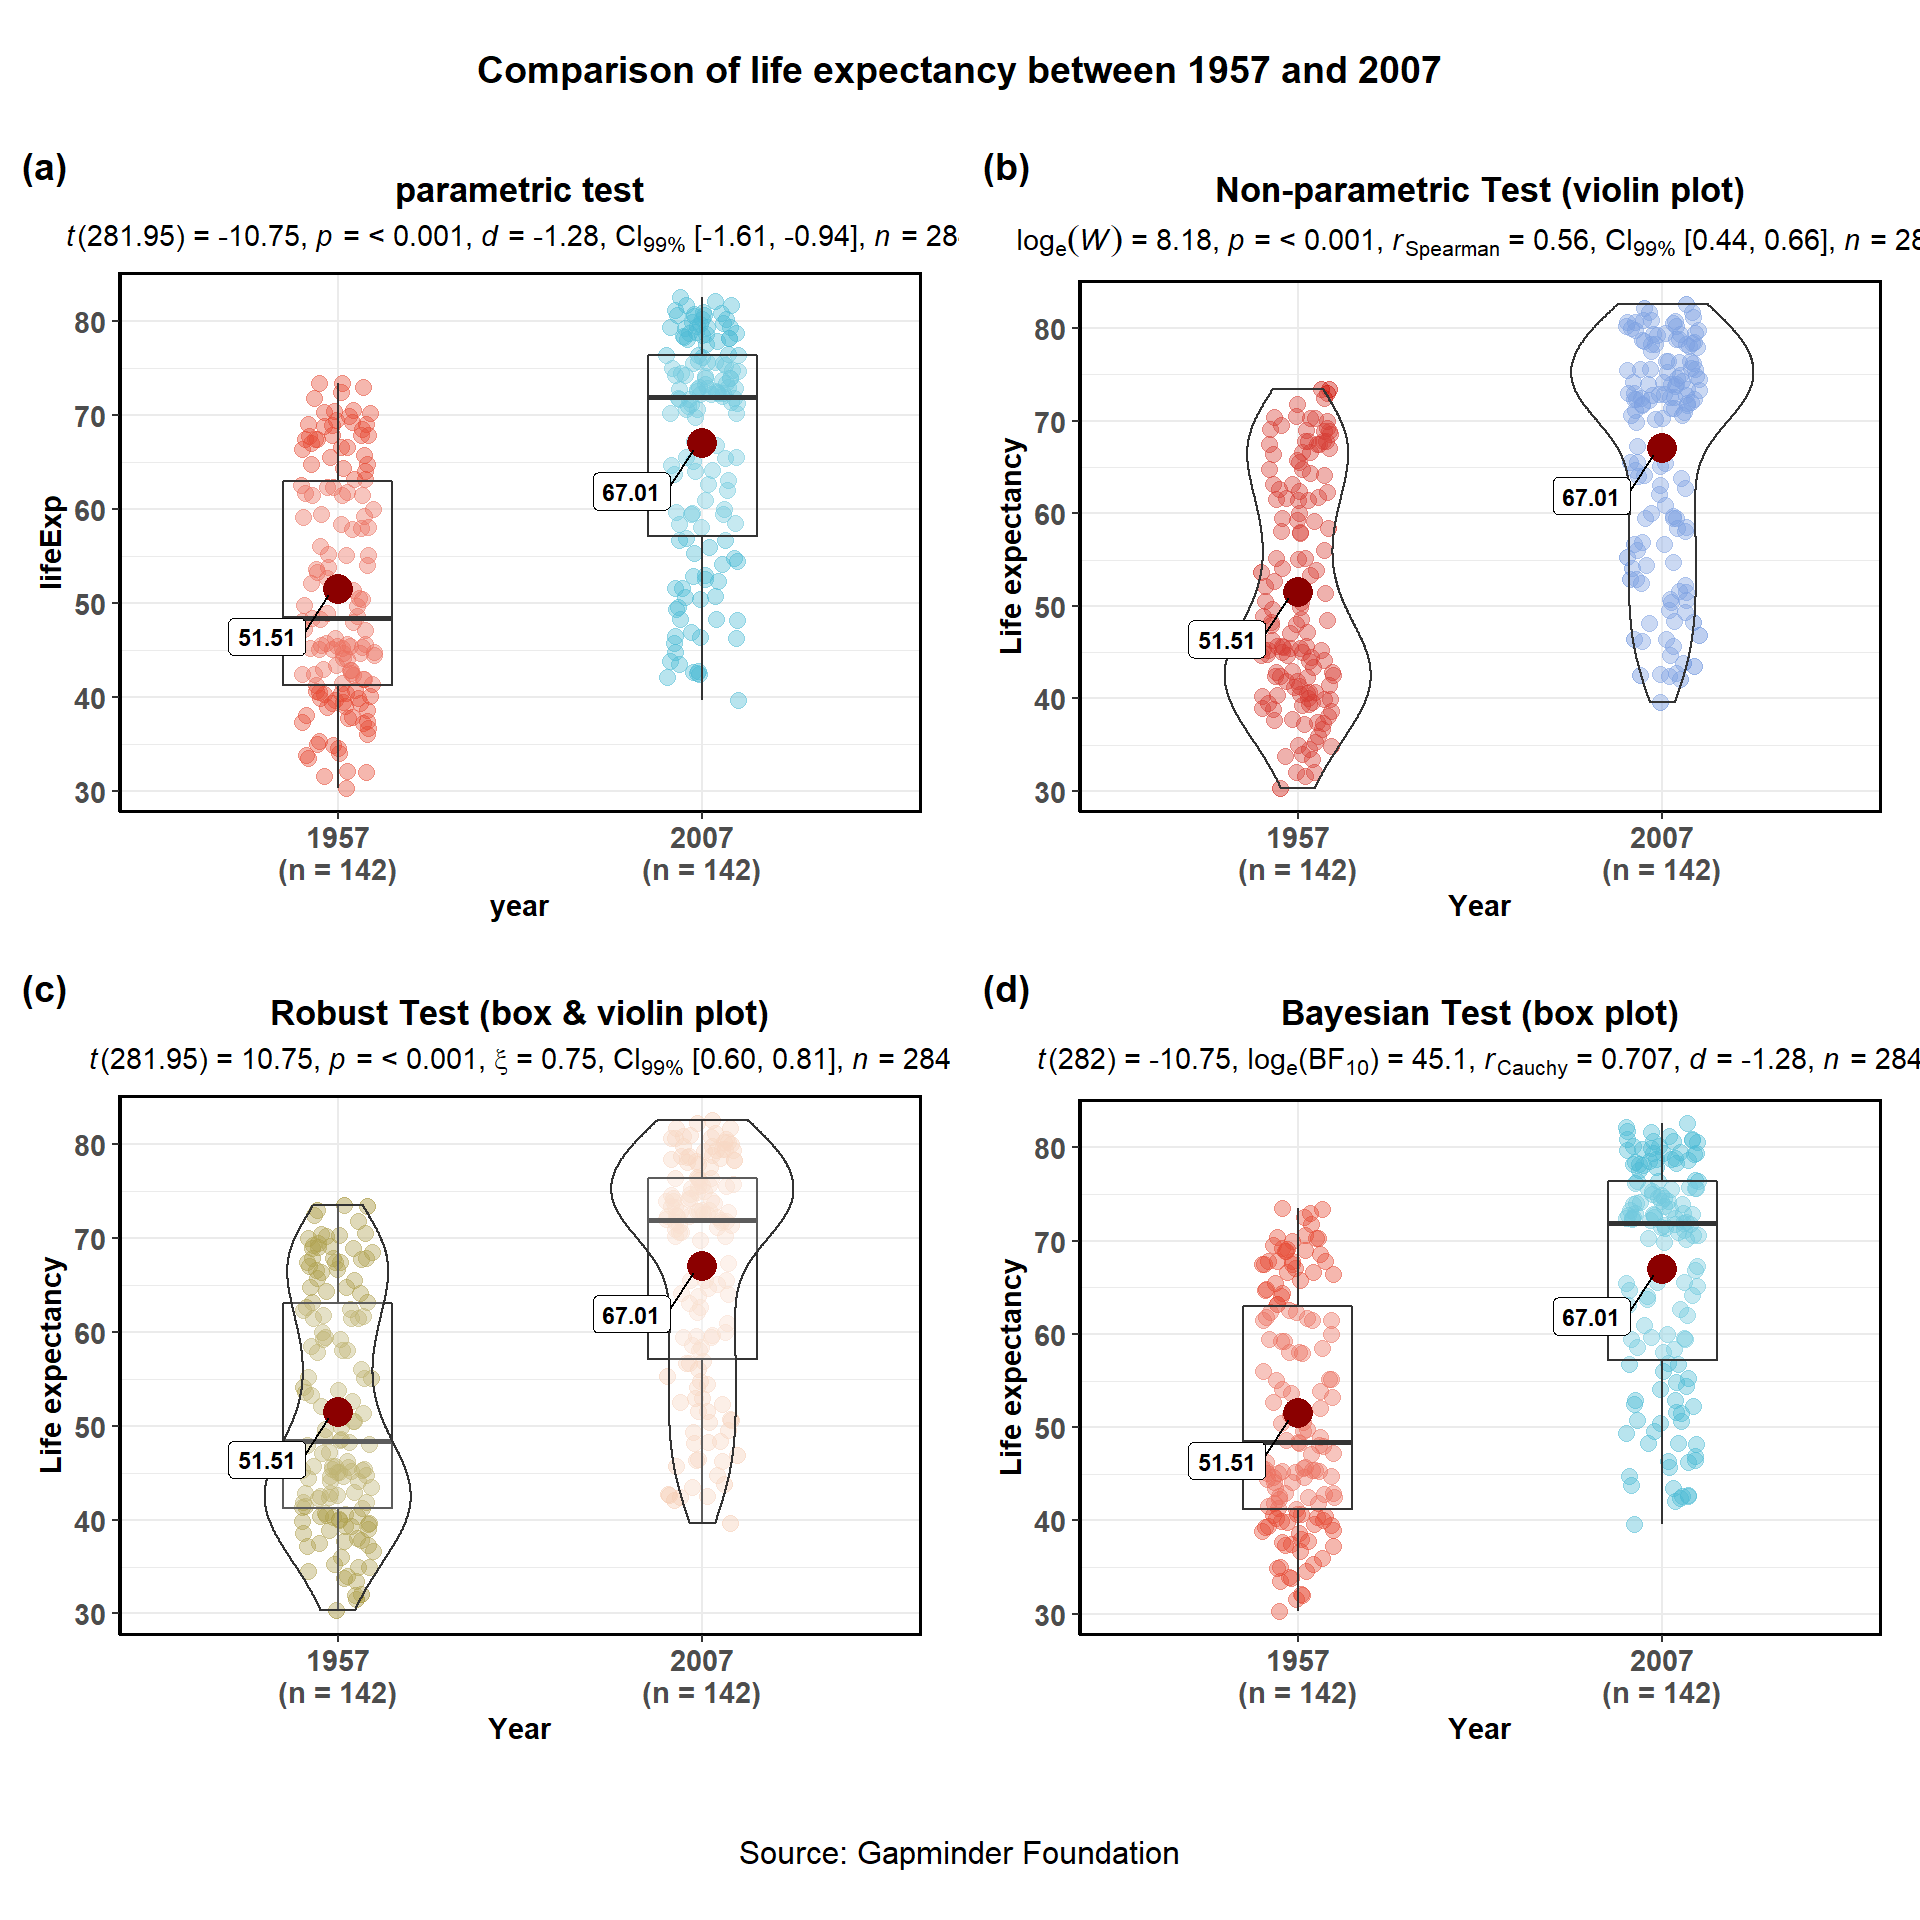 Comparison of life expectancy between 1957 and 2007
(a)
parametric test
t(281.95) = -10.75, p = < 0.001, d = -1.28, CI99% [-1.61, -0.94], n = 28
lifeExp
80
70
60
50
40
30
51.51
67.01
1957
(n = 142)
2007
(n = 142)
year
(b)
Non-parametric Test (violin plot)
loge(W) = 8.18, p = < 0.001, rSpearman = 0.56, CI99% [0.44, 0.66], n = 28
Life expectancy
80
70
60
50
40
30
51.51
67.01
1957
(n = 142)
2007
(n = 142)
Year
(c)
Robust Test (box & violin plot)
t(281.95) = 10.75, p = < 0.001, ξ = 0.75, CI99% [0.60, 0.81], n = 284
Life expectancy
80
70
60
50
40
30
51.51
67.01
1957
(n = 142)
2007
(n = 142)
Year
(d)
Bayesian Test (box plot)
t(282) = -10.75, loge(BF10) = 45.1, rCauchy = 0.707, d = -1.28, n = 284
Life expectancy
80
70
60
50
40
30
51.51
67.01
1957
(n = 142)
2007
(n = 142)
Year
Source: Gapminder Foundation